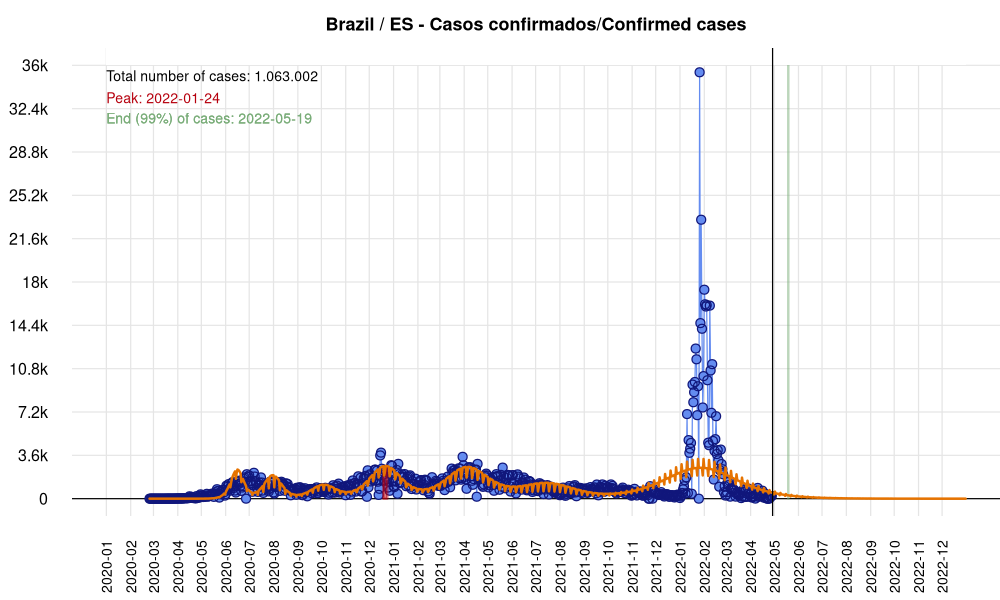 Brazil / ES - Casos confirmados/Confirmed cases
Total number of cases: 1.063.002
Peak: 2022-01-24
End (99%) of cases: 2022-05-19
36k
32.4k
28.8k
25.2k
21.6k
18k
14.4k
10.8k
7.2k
3.6k
0
2020-01
2020-02
2020-03
2020-04
2020-05
2020-06
2020-07
2020-08
2020-09
2020-10
2020-11
2020-12
2021-01
2021-02
2021-03
2021-04
2021-05
2021-06
2021-07
2021-08
2021-09
2021-10
2021-11
2021-12
2022-01
2022-02
2022-03
2022-04
2022-05
2022-06
2022-07
2022-08
2022-09
2022-10
2022-11
2022-12